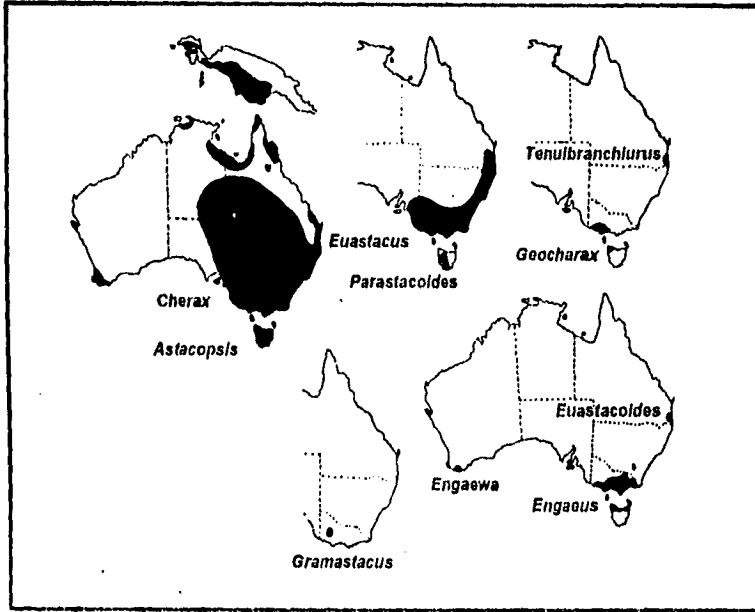 Tenuibranchiurus
Euastacus
Geocharax
Parastacoides
Cherax
Astacopsis
Euastacoides
Engaewa
Engaeus
Gramastacus